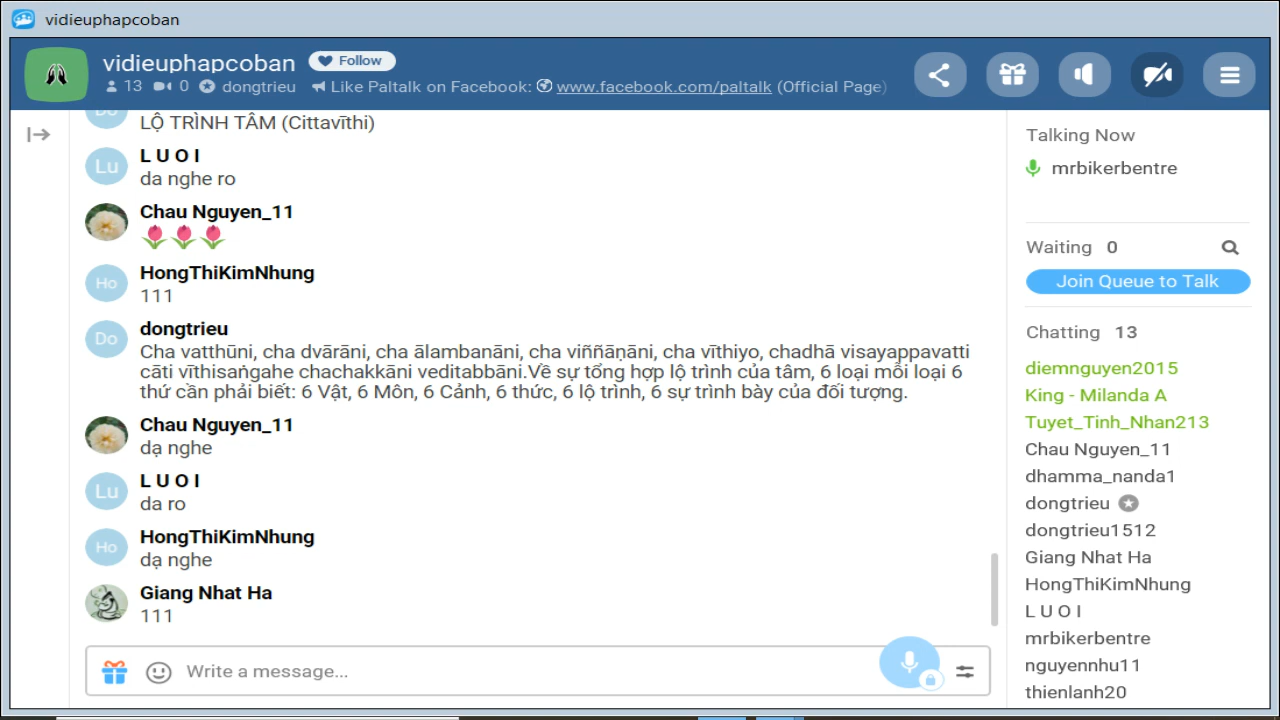 vidieuphapcoban
vidieuphapcoban Follow
13 0 dongtrieu Like Paltalk on Facebook: www.facebook.com/paltalk (Official Page)
LỘ TRÌNH TÂM (Cittavīthi)
Lu L U O I
da nghe ro
Chau Nguyen_11
Ho HongThiKimNhung
111
Do dongtrieu
Cha vatthūni, cha dvārāni, cha ālambanāni, cha viññāṇāni, cha vīthiyo, chadhā visayappavatti
cāti vīthisaṅgahe chachakkāni veditabbāni.Về sự tổng hợp lộ trình của tâm, 6 loại mỗi loại 6
thứ cần phải biết: 6 Vật, 6 Môn, 6 Cảnh, 6 thức, 6 lộ trình, 6 sự trình bày của đối tượng.
Chau Nguyen_11
dạ nghe
Lu L U O I
da ro
Ho HongThiKimNhung
dạ nghe
Giang Nhat Ha
111
Write a message...
Talking Now
mrbikerbentre
Waiting 0
Join Queue to Talk
Chatting 13
diemnguyen2015
King - Milanda A
Tuyet_Tinh_Nhan213
Chau Nguyen_11
dhamma_nanda1
dongtrieu
dongtrieu1512
Giang Nhat Ha
HongThiKimNhung
L U O I
mrbikerbentre
nguyennhu11
thienlanh20